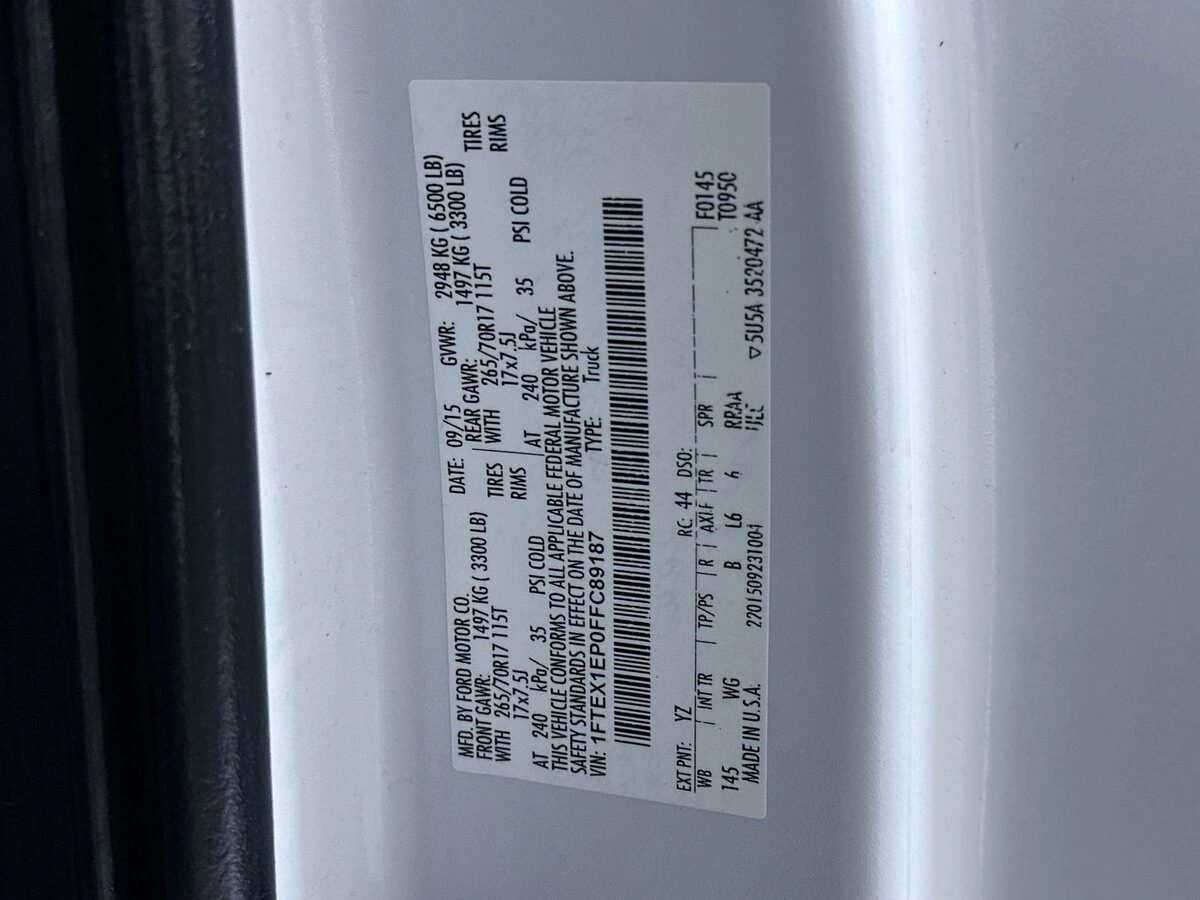 MFD. BY FORD MOTOR CO. DATE: 09/15 GVWR: 2948 KG ( 6500 LB)
FRONT GAWR: 1497 KG ( 3300 LB) REAR GAWR: 1497 KG ( 3300 LB)
WITH 265/70R17 115T TIRES WITH 265/70R17 115T TIRES
17x7.5J RIMS 17x7.5J RIMS
AT 240 kPa/ 35 PSI COLD AT 240 kPa/ 35 PSI COLD
THIS VEHICLE CONFORMS TO ALL APPLICABLE FEDERAL MOTOR VEHICLE
SAFETY STANDARDS IN EFFECT ON THE DATE OF MANUFACTURE SHOWN ABOVE.
VIN: 1FTEX1EP0FFC89187 TYPE: Truck
EXT PNT: YZ RC: 44 DSO:
WB INT TR TP/PS R AXLE TR SPR F0145
145 WG B L6 6 RRAA T0950
MADE IN U.S.A. 2201509231004 ▽5U5A 3520472 AA